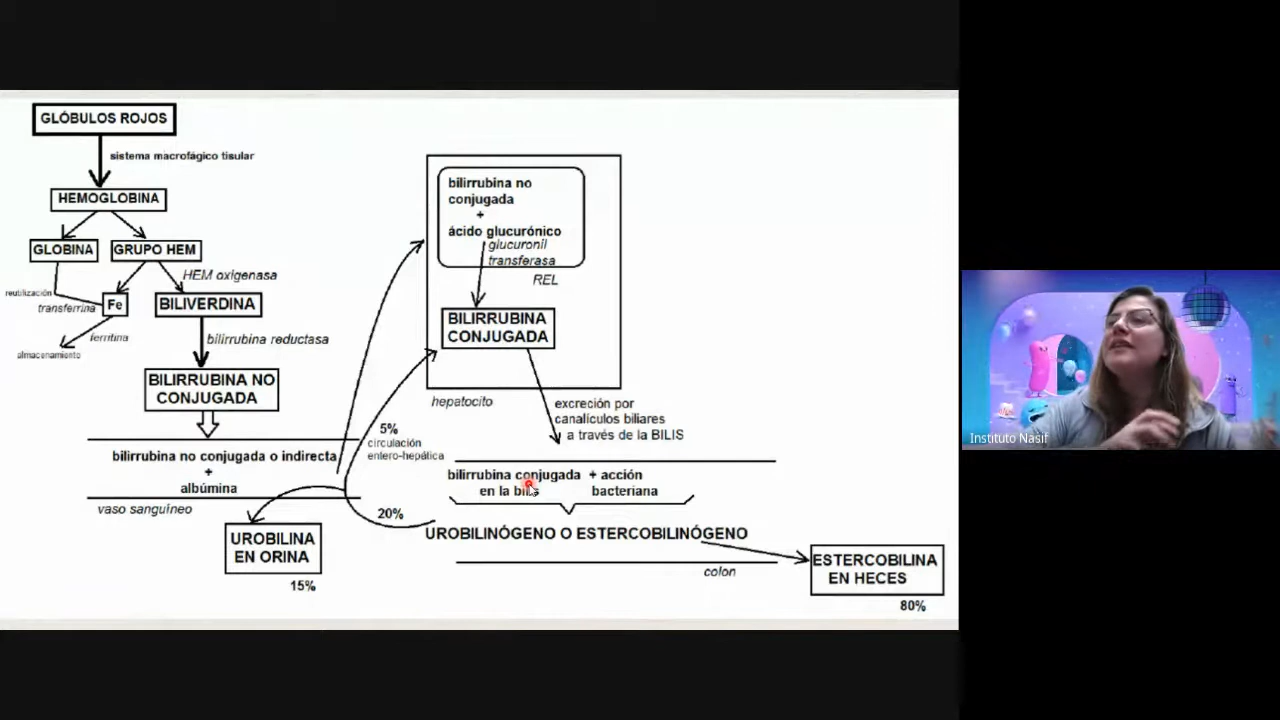 GLÓBULOS ROJOS
sistema macrofágico tisular
HEMOGLOBINA
GLOBINA
GRUPO HEM
HEM oxigenasa
reutilización
transferrina
Fe
BILIVERDINA
ferritina
almacenamiento
bilirrubina reductasa
BILIRRUBINA NO
CONJUGADA
bilirrubina no conjugada o indirecta
+
albúmina
vaso sanguíneo
UROBILINA
EN ORINA
15%
bilirrubina no
conjugada
+
ácido glucurónico
glucuronil
transferasa
REL
BILIRRUBINA
CONJUGADA
hepatocito
excreción por
canalículos biliares
a través de la BILIS
5%
circulación
entero-hepática
20%
bilirrubina conjugada + acción
en la bilis bacteriana
UROBILINÓGENO O ESTERCOBILINÓGENO
colon
ESTERCOBILINA
EN HECES
80%
Instituto Nasif